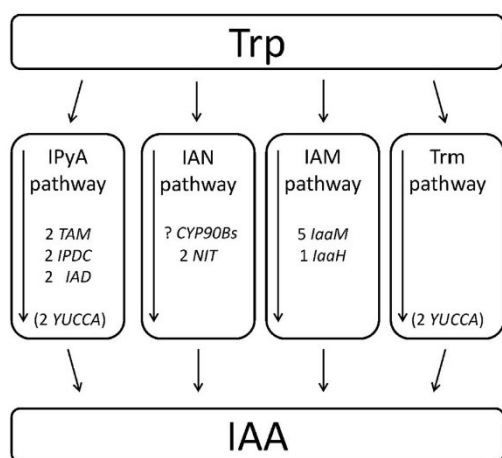 Trp
IPyA
pathway
2 TAM
2 IPDC
2 IAD
(2 YUCCA)
IAN
pathway
? CYP90Bs
2 NIT
IAM
pathway
5 IaaM
1 IaaH
Trm
pathway
(2 YUCCA)
IAA